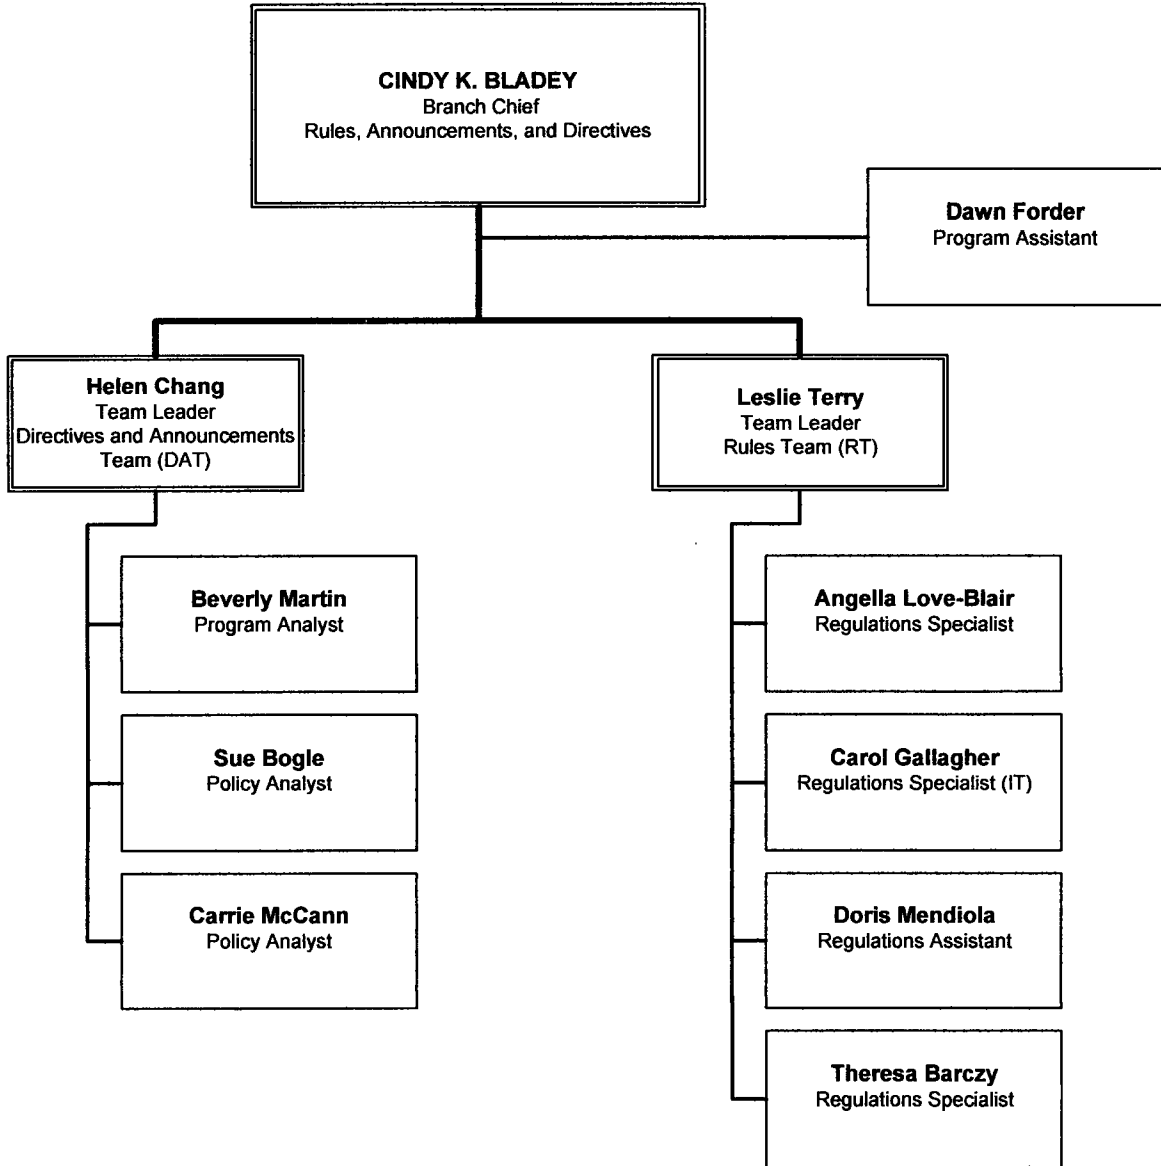 CINDY K. BLADEY
Branch Chief
Rules, Announcements, and Directives
Dawn Forder
Program Assistant
Helen Chang
Team Leader
Directives and Announcements
Team (DAT)
Leslie Terry
Team Leader
Rules Team (RT)
Beverly Martin
Program Analyst
Sue Bogle
Policy Analyst
Carrie McCann
Policy Analyst
Angella Love-Blair
Regulations Specialist
Carol Gallagher
Regulations Specialist (IT)
Doris Mendiola
Regulations Assistant
Theresa Barczy
Regulations Specialist